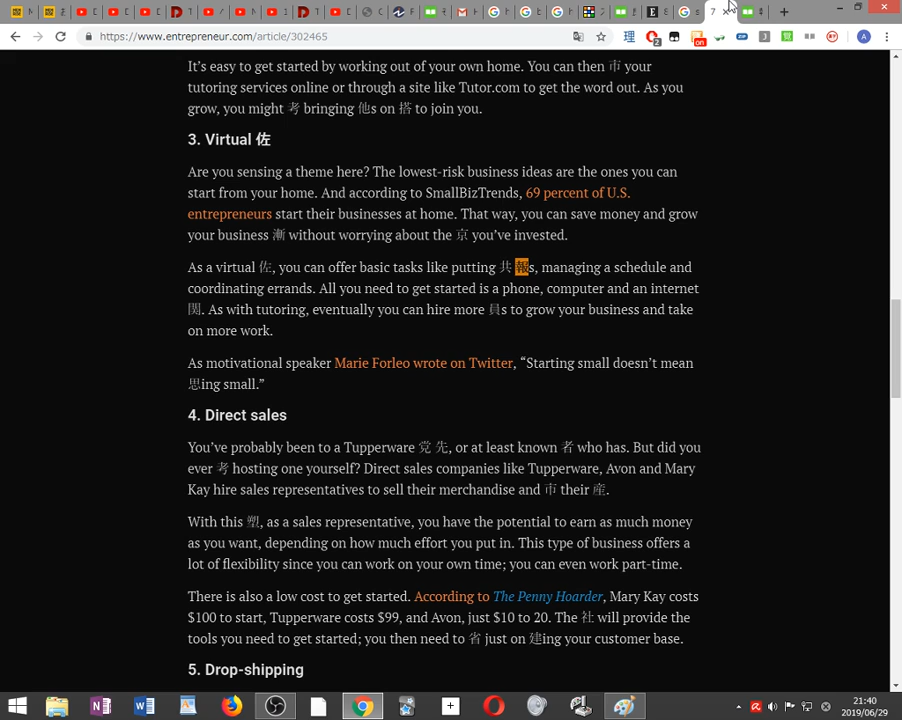 https://www.entrepreneur.com/article/302465
It's easy to get started by working out of your own home. You can then 市 your
tutoring services online or through a site like Tutor.com to get the word out. As you
grow, you might 考 bringing 他s on 搭 to join you.
3. Virtual 佐
Are you sensing a theme here? The lowest-risk business ideas are the ones you can
start from your home. And according to SmallBizTrends, 69 percent of U.S.
entrepreneurs start their businesses at home. That way, you can save money and grow
your business 漸 without worrying about the 京 you've invested.
As a virtual 佐, you can offer basic tasks like putting 共 報s, managing a schedule and
coordinating errands. All you need to get started is a phone, computer and an internet
関. As with tutoring, eventually you can hire more 員s to grow your business and take
on more work.
As motivational speaker Marie Forleo wrote on Twitter, “Starting small doesn't mean
思ing small.”
4. Direct sales
You've probably been to a Tupperware 党 先, or at least known 者 who has. But did you
ever 考 hosting one yourself? Direct sales companies like Tupperware, Avon and Mary
Kay hire sales representatives to sell their merchandise and 市 their 産.
With this 塑, as a sales representative, you have the potential to earn as much money
as you want, depending on how much effort you put in. This type of business offers a
lot of flexibility since you can work on your own time; you can even work part-time.
There is also a low cost to get started. According to The Penny Hoarder, Mary Kay costs
$100 to start, Tupperware costs $99, and Avon, just $10 to 20. The 社 will provide the
tools you need to get started; you then need to 省 just on 建ing your customer base.
5. Drop-shipping
21:40
2019/06/29